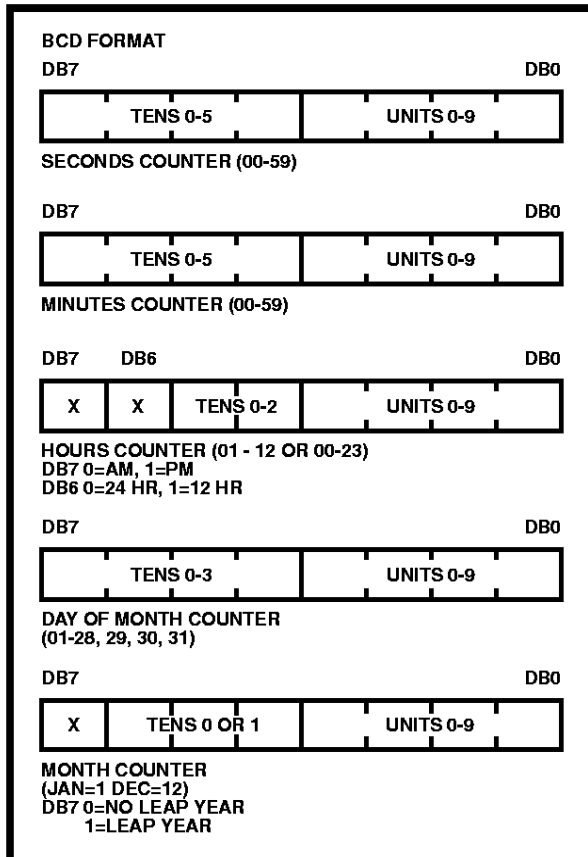 BCD FORMAT
DB7 DB0
TENS 0-5 UNITS 0-9
SECONDS COUNTER (00-59)
DB7 DB0
TENS 0-5 UNITS 0-9
MINUTES COUNTER (00-59)
DB7 DB6 DB0
X X TENS 0-2 UNITS 0-9
HOURS COUNTER (01 - 12 OR 00-23)
DB7 0=AM, 1=PM
DB6 0=24 HR, 1=12 HR
DB7 DB0
TENS 0-3 UNITS 0-9
DAY OF MONTH COUNTER
(01-28, 29, 30, 31)
DB7 DB0
X TENS 0 OR 1 UNITS 0-9
MONTH COUNTER
(JAN=1 DEC=12)
DB7 0=NO LEAP YEAR
1=LEAP YEAR